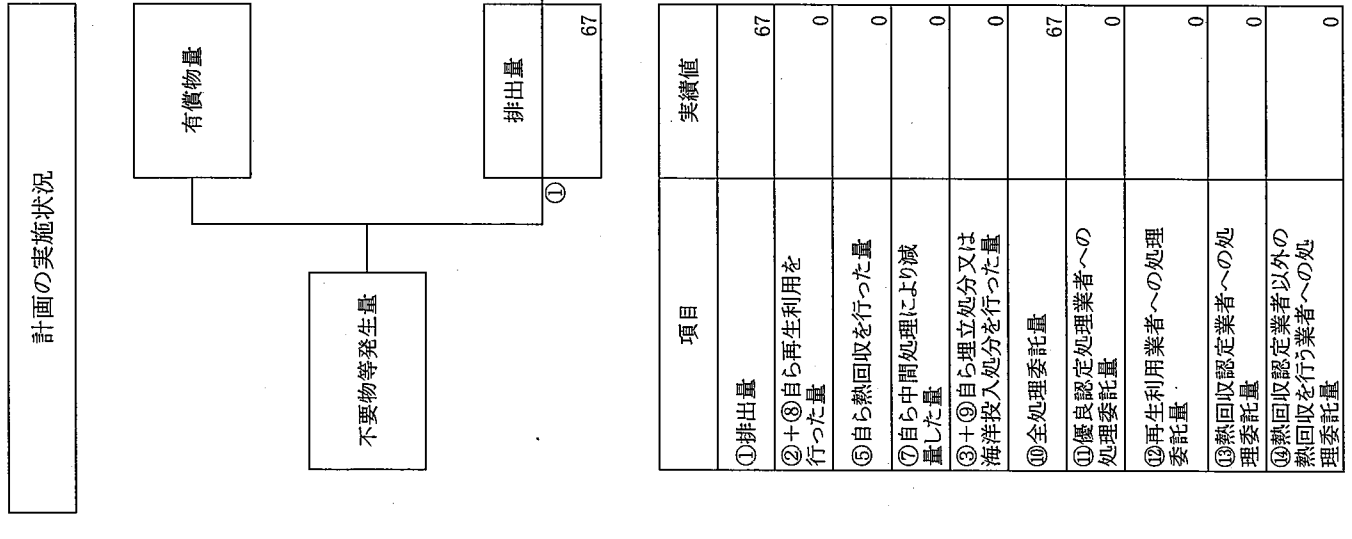 計画の実施状況
不要物等発生量
有償物量
①
排出量
67
項目
実績値
①排出量
67
②+⑧自ら再生利用を
行った量
0
⑤自ら熱回収を行った量
0
⑦自ら中間処理により減
量した量
0
③+⑨自ら埋立処分又は
海洋投入処分を行った量
0
⑩全処理委託量
67
⑪優良認定処理業者への
処理委託量
0
⑫再生利用業者への処理
委託量
0
⑬熱回収認定業者への処
理委託量
0
⑭熱回収認定業者以外の
熱回収を行う業者への処
理委託量
0